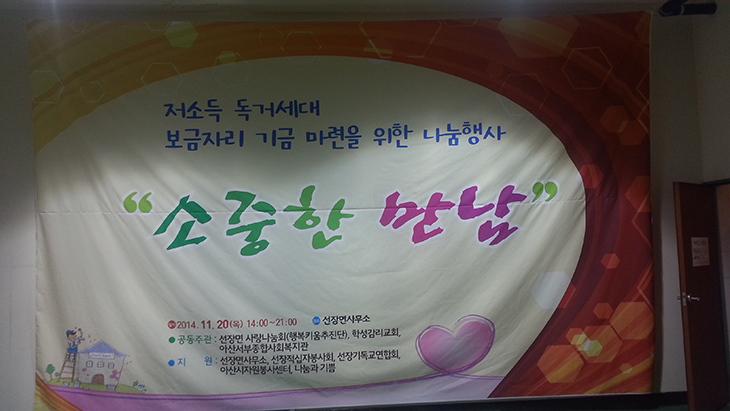 저소득 독거세대
보금자리 기금 마련을 위한 나눔행사
“소중한 만남”
2014. 11. 20(목) 14:00~21:00 선장면사무소
공동주관 : 선장면 사랑나눔회(행복키움추진단), 학성감리교회,
아산서부종합사회복지관
지 원 : 선장면사무소, 선장적십자봉사회, 선장기독교연합회,
아산시자원봉사센터, 나눔과 기쁨